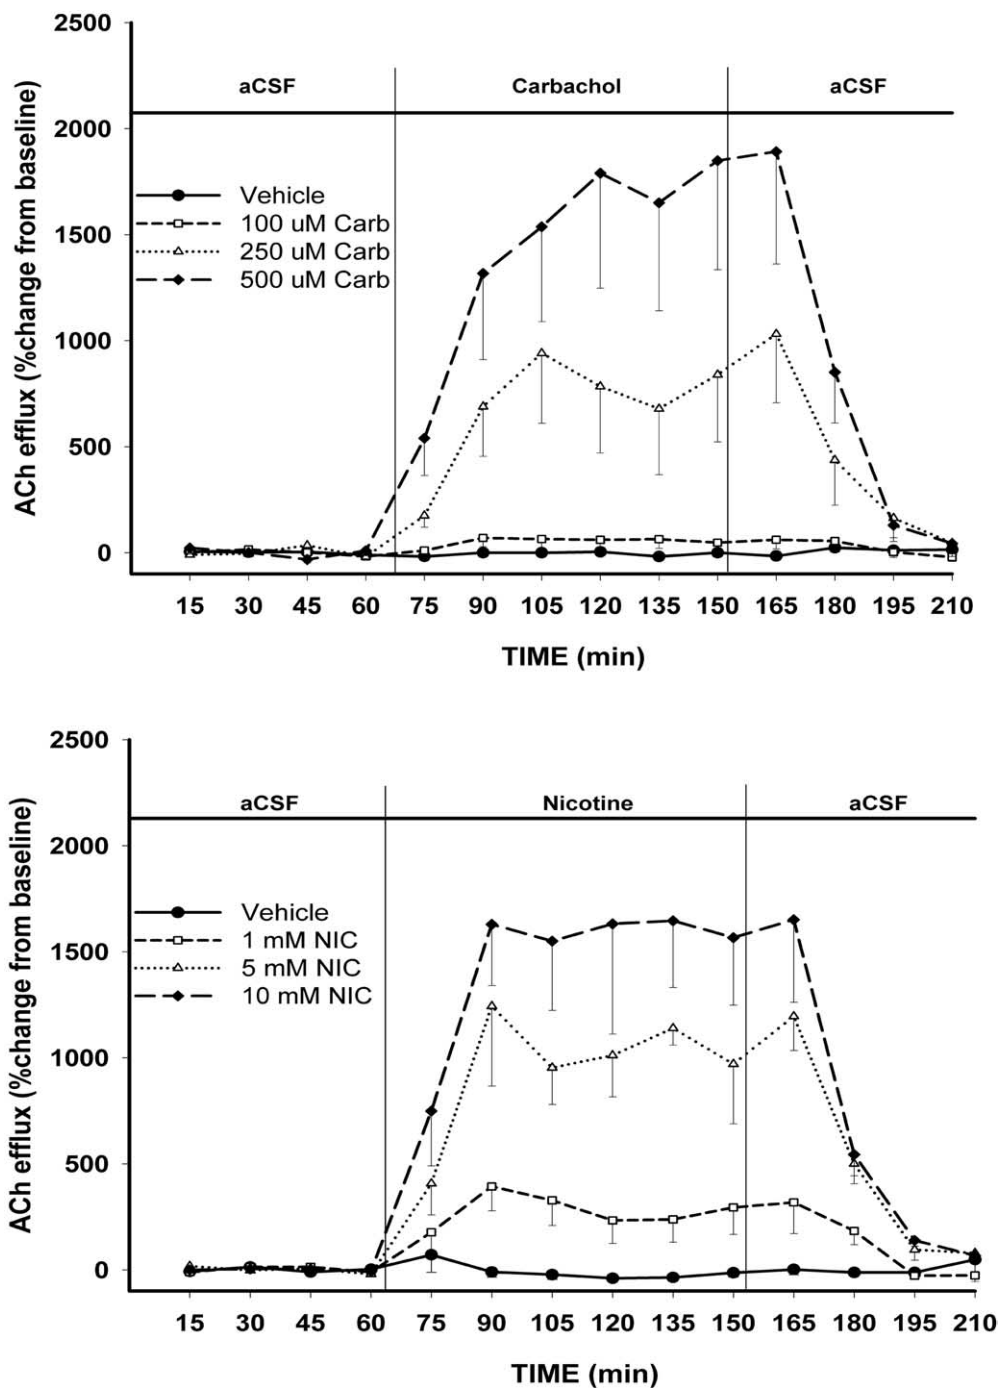 2500
aCSF Carbachol aCSF
2000
Vehicle
100 uM Carb
1500
250 uM Carb
500 uM Carb
1000
500
0
ACh efflux (%change from baseline)
15 30 45 60 75 90 105 120 135 150 165 180 195 210
TIME (min)
2500
aCSF Nicotine aCSF
2000
Vehicle
1 mM NIC
1500
5 mM NIC
10 mM NIC
1000
500
0
ACh efflux (%change from baseline)
15 30 45 60 75 90 105 120 135 150 165 180 195 210
TIME (min)